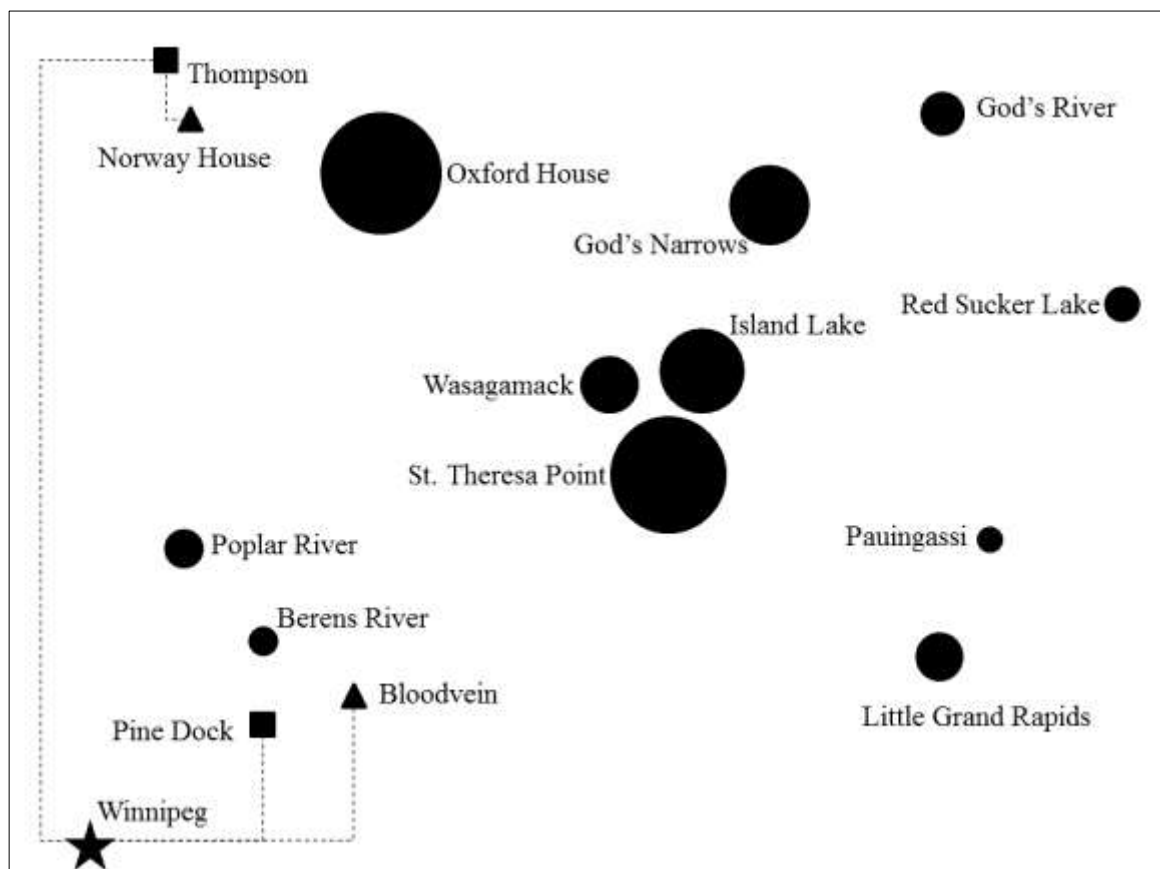 Thompson
God's River
Norway House
Oxford House
God's Narrows
Red Sucker Lake
Island Lake
Wasagamack
St. Theresa Point
Pauingassi
Poplar River
Berens River
Bloodvein
Little Grand Rapids
Pine Dock
Winnipeg